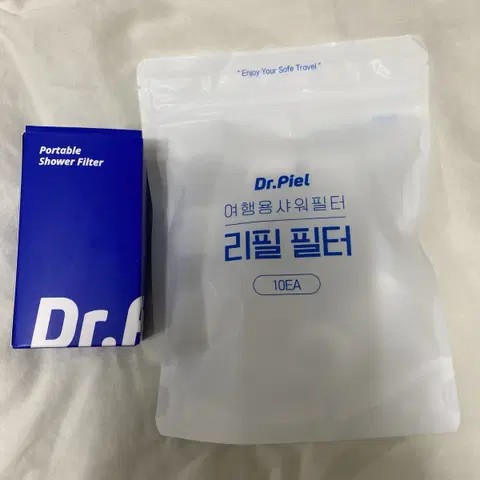 Portable
Shower Filter
Dr.P
" Enjoy Your Safe Travel "
Dr.Piel
여행용샤워필터
리필 필터
10EA